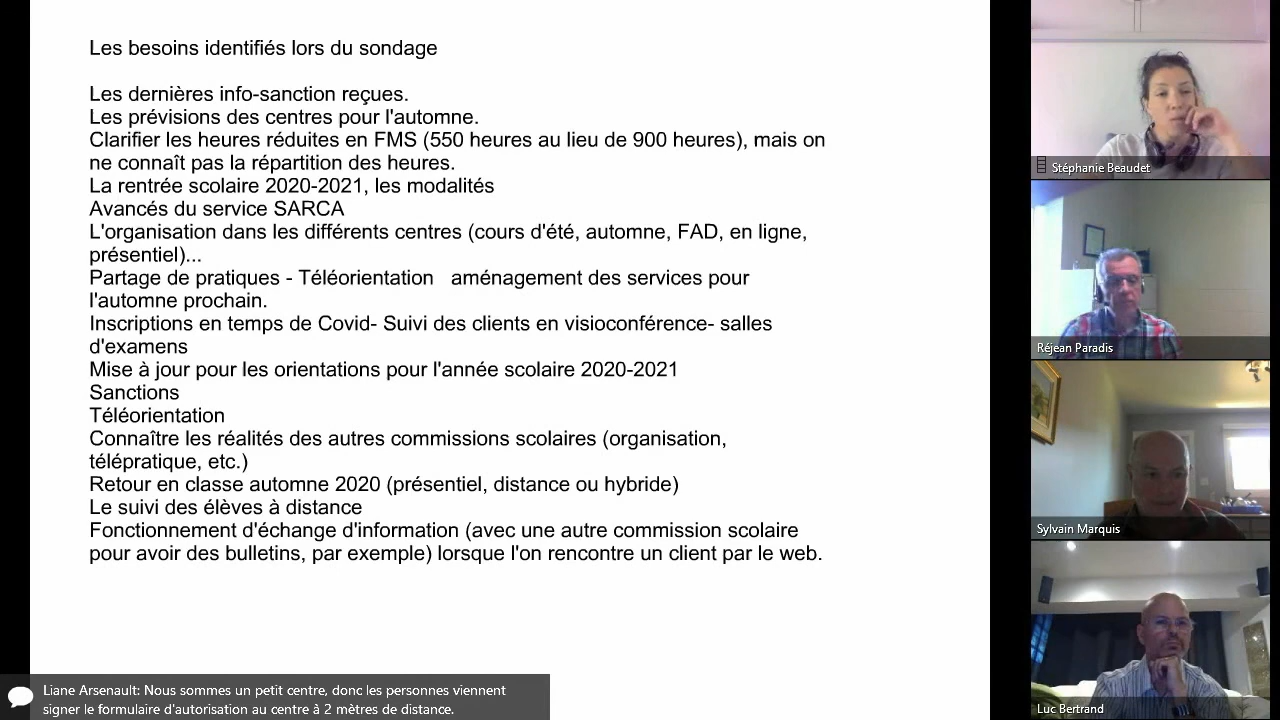 Les besoins identifiés lors du sondage
Les dernières info-sanction reçues.
Les prévisions des centres pour l'automne.
Clarifier les heures réduites en FMS (550 heures au lieu de 900 heures), mais on
ne connaît pas la répartition des heures.
La rentrée scolaire 2020-2021, les modalités
Avancés du service SARCA
L'organisation dans les différents centres (cours d'été, automne, FAD, en ligne,
présentiel)...
Partage de pratiques - Téléorientation   aménagement des services pour
l'automne prochain.
Inscriptions en temps de Covid- Suivi des clients en visioconférence- salles
d'examens
Mise à jour pour les orientations pour l'année scolaire 2020-2021
Sanctions
Téléorientation
Connaître les réalités des autres commissions scolaires (organisation,
télépratique, etc.)
Retour en classe automne 2020 (présentiel, distance ou hybride)
Le suivi des élèves à distance
Fonctionnement d'échange d'information (avec une autre commission scolaire
pour avoir des bulletins, par exemple) lorsque l'on rencontre un client par le web.
Liane Arsenault: Nous sommes un petit centre, donc les personnes viennent
signer le formulaire d'autorisation au centre à 2 mètres de distance.
Stéphanie Beaudet
Réjean Paradis
Sylvain Marquis
Luc Bertrand